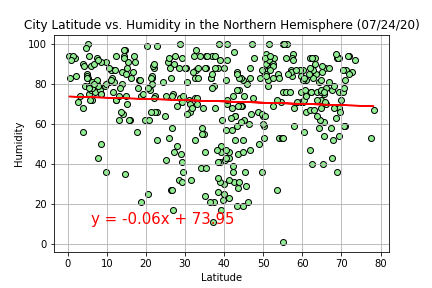 City Latitude vs. Humidity in the Northern Hemisphere (07/24/20)
100
80
60
40
20
0
Humidity
y = -0.06x + 73.95
0 10 20 30 40 50 60 70 80
Latitude